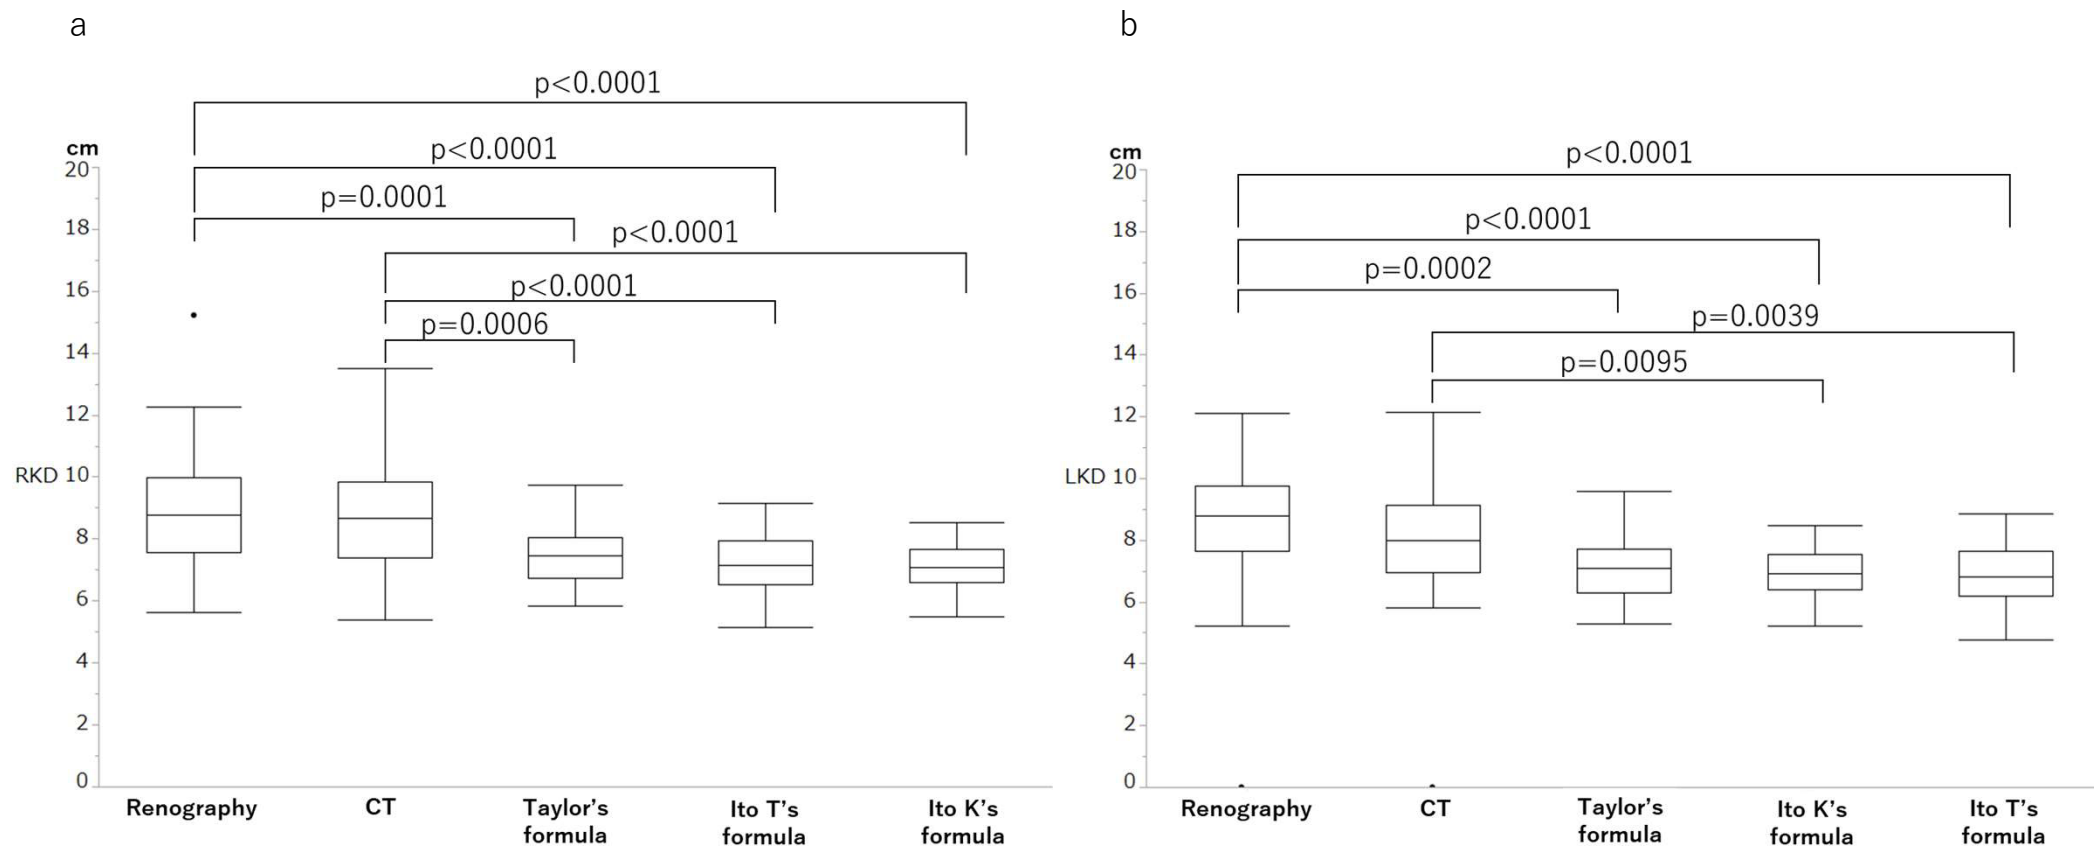 a
p<0.0001
p<0.0001
p=0.0001
p<0.0001
p<0.0001
p=0.0006
cm
20
18
16
14
12
RKD 10
8
6
4
2
0
Renography
CT
Taylor's
formula
Ito T's
formula
Ito K's
formula
b
p<0.0001
p<0.0001
p=0.0002
p=0.0039
p=0.0095
cm
20
18
16
14
12
LKD 10
8
6
4
2
0
Renography
CT
Taylor's
formula
Ito K's
formula
Ito T's
formula